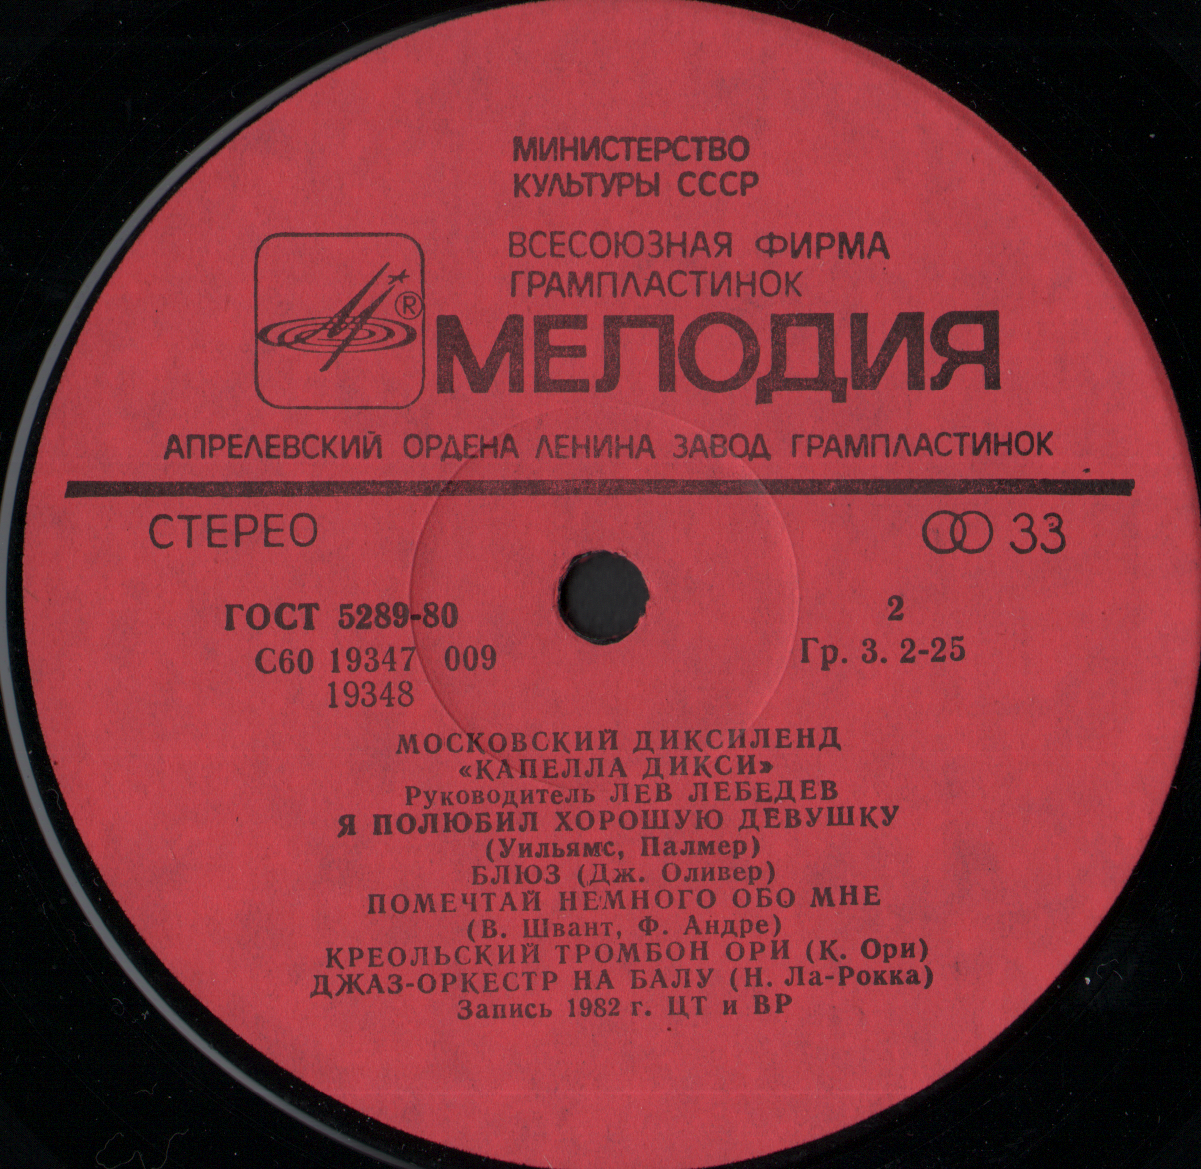 МИНИСТЕРСТВО
КУЛЬТУРЫ СССР
ВСЕСОЮЗНАЯ ФИРМА
ГРАМПЛАСТИНОК
®
МЕЛОДИЯ
АПРЕЛЕВСКИЙ ОРДЕНА ЛЕНИНА ЗАВОД ГРАМПЛАСТИНОК
СТЕРЕО 33
ГОСТ 5289-80 2
С60 19347 009 Гр. 3. 2-25
19348
МОСКОВСКИЙ ДИКСИЛЕНД
«КАПЕЛЛА ДИКСИ»
Руководитель ЛЕВ ЛЕБЕДЕВ
Я ПОЛЮБИЛ ХОРОШУЮ ДЕВУШКУ
(Уильямс, Палмер)
БЛЮЗ (Дж. Оливер)
ПОМЕЧТАЙ НЕМНОГО ОБО МНЕ
(В. Швант, Ф. Андре)
КРЕОЛЬСКИЙ ТРОМБОН ОРИ (К. Ори)
ДЖАЗ-ОРКЕСТР НА БАЛУ (Н. Ла-Рокка)
Запись 1982 г. ЦТ и ВР